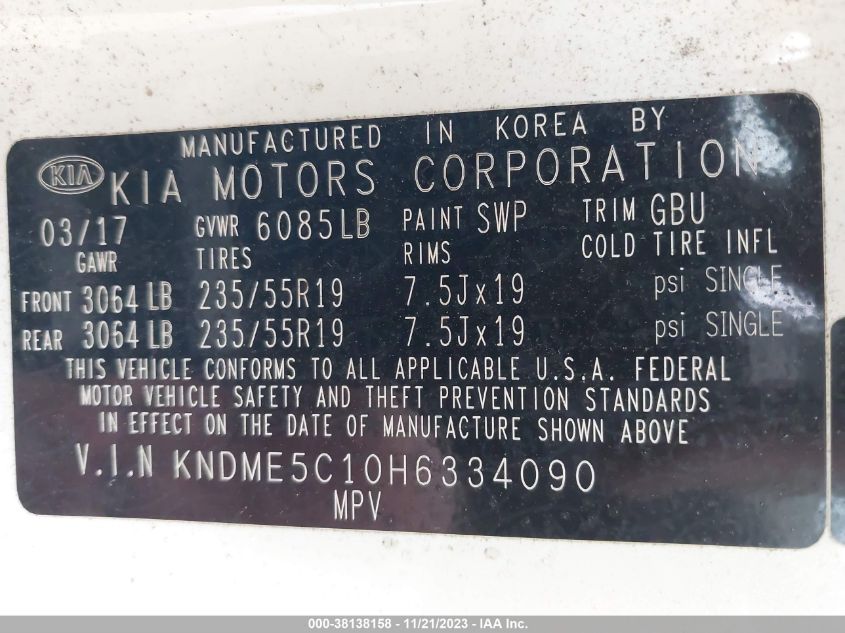 MANUFACTURED IN KOREA BY
KIA KIA MOTORS CORPORATION
03/17 GVWR 6085LB PAINT SWP TRIM GBU
GAWR TIRES RIMS COLD TIRE INFL
FRONT 3064 LB 235/55R19 7.5Jx19 psi SINGLE
REAR 3064 LB 235/55R19 7.5Jx19 psi SINGLE
THIS VEHICLE CONFORMS TO ALL APPLICABLE U.S.A. FEDERAL
MOTOR VEHICLE SAFETY AND THEFT PREVENTION STANDARDS
IN EFFECT ON THE DATE OF MANUFACTURE SHOWN ABOVE
V.I.N KNDME5C10H6334090
MPV
000-38138158 - 11/21/2023 - IAA Inc.